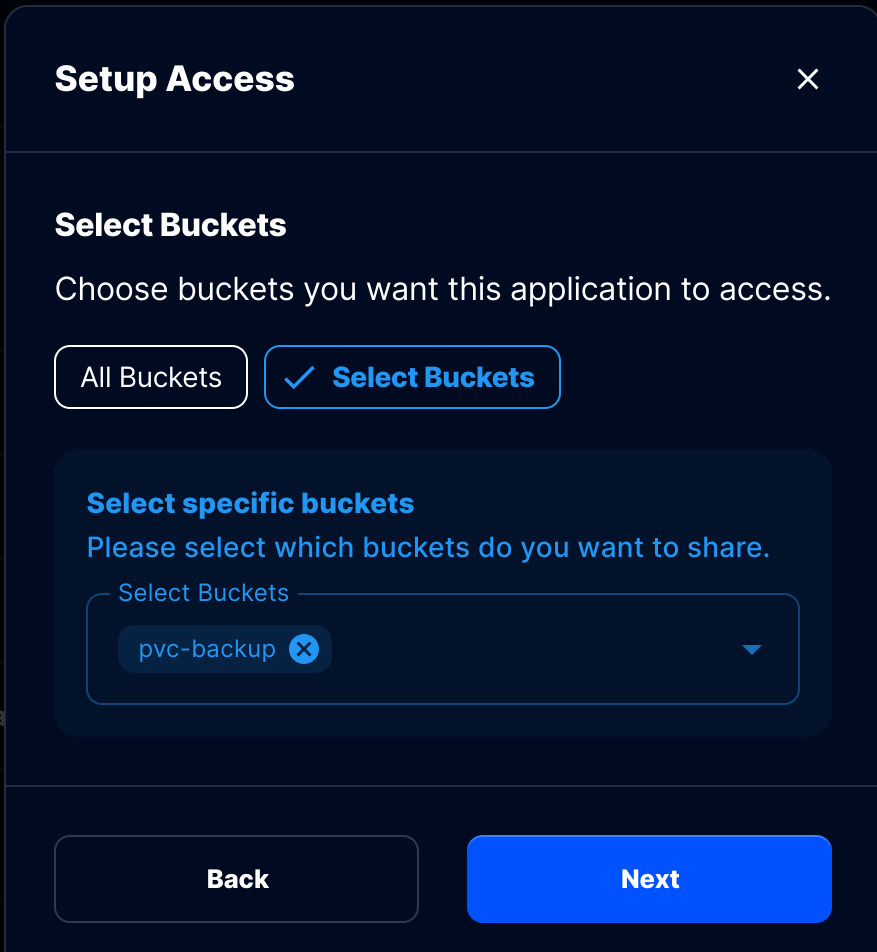 Setup Access
Select Buckets
Choose buckets you want this application to access.
All Buckets
Select Buckets
Select specific buckets
Please select which buckets do you want to share.
Select Buckets
pvc-backup
Back
Next